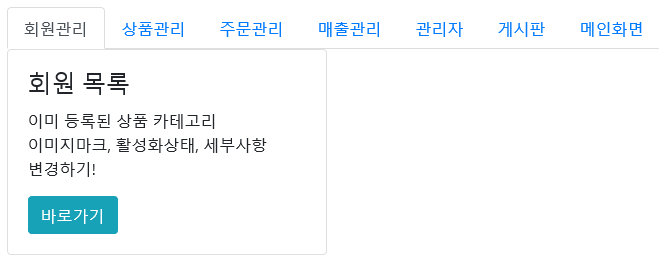 회원관리 상품관리 주문관리 매출관리 관리자 게시판 메인화면
회원 목록
이미 등록된 상품 카테고리
이미지마크, 활성화상태, 세부사항
변경하기!
바로가기